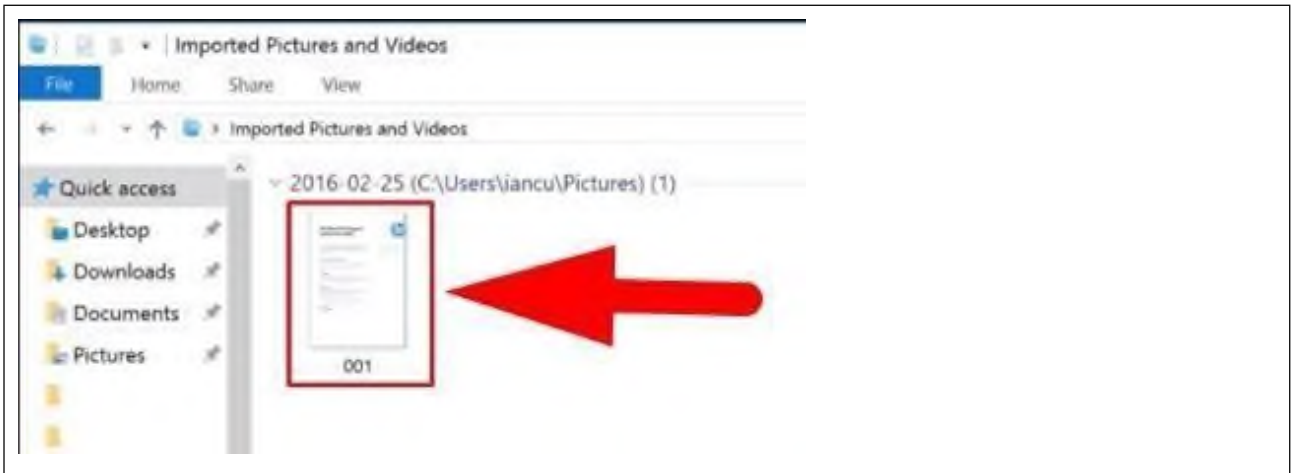 Imported Pictures and Videos
File Home Share View
Imported Pictures and Videos
Quick access
2016-02-25 (C:\Users\iancu\Pictures) (1)
Desktop
Downloads
Documents
Pictures
001